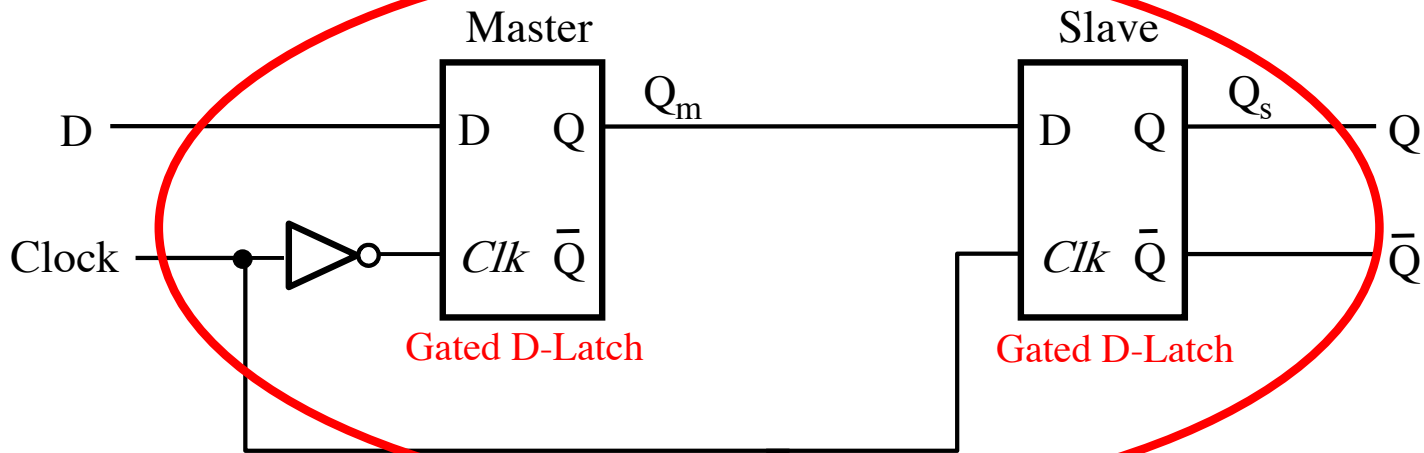 Master Slave
D D Q Qm D Q Qs Q
Clock Clk Q̄ Clk Q̄ Q̄
Gated D-Latch Gated D-Latch